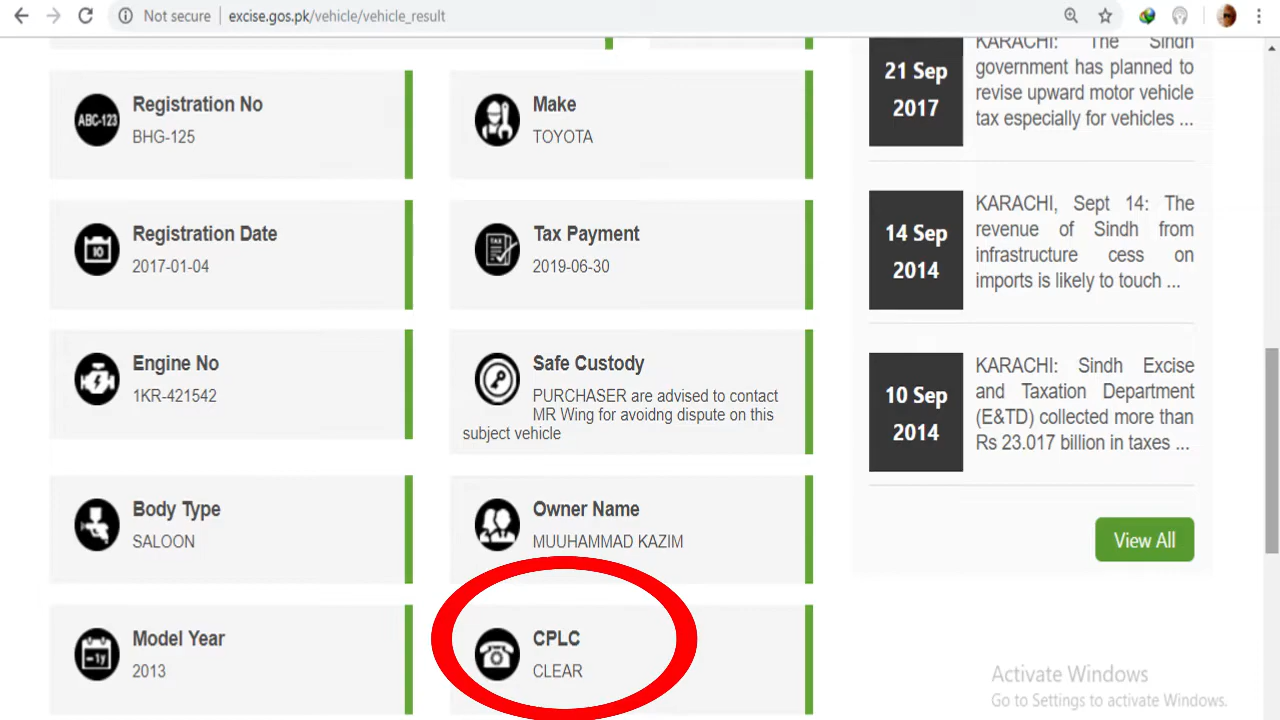 Not secure
excise.gos.pk/vehicle/vehicle_result
ABC-123
Registration No
BHG-125
Make
TOYOTA
Registration Date
2017-01-04
TAX
Tax Payment
2019-06-30
Engine No
1KR-421542
Safe Custody
PURCHASER are advised to contact
MR Wing for avoidng dispute on this
subject vehicle
Body Type
SALOON
Owner Name
MUUHAMMAD KAZIM
Model Year
2013
CPLC
CLEAR
21 Sep
2017
KARACHI: The Sindh
government has planned to
revise upward motor vehicle
tax especially for vehicles ...
14 Sep
2014
KARACHI, Sept 14: The
revenue of Sindh from
infrastructure cess on
imports is likely to touch ...
10 Sep
2014
KARACHI: Sindh Excise
and Taxation Department
(E&TD) collected more than
Rs 23.017 billion in taxes ...
View All
Activate Windows
Go to Settings to activate Windows.